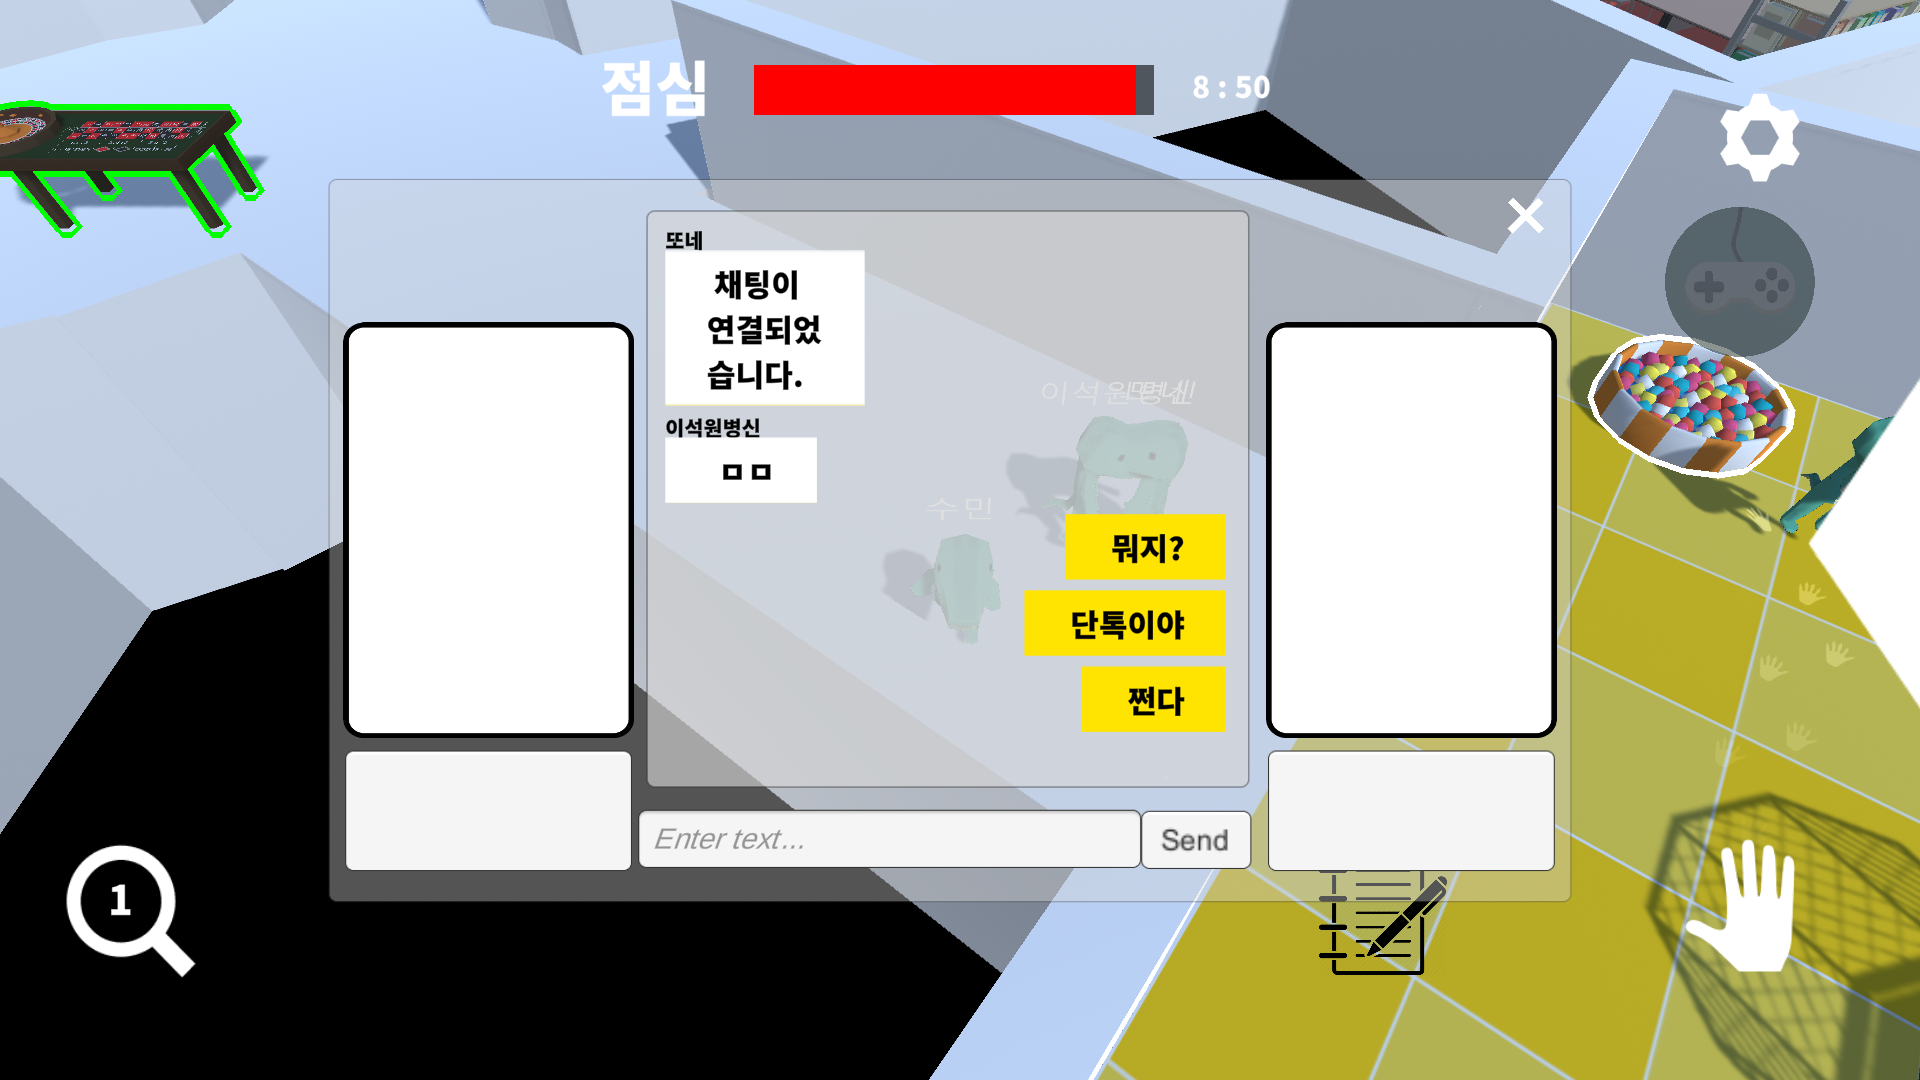 점심
8 : 50
또네
채팅이
연결되었
습니다.
이석원병신
ㅁㅁ
수민
뭐지?
단톡이야
쩐다
Enter text...
Send
1